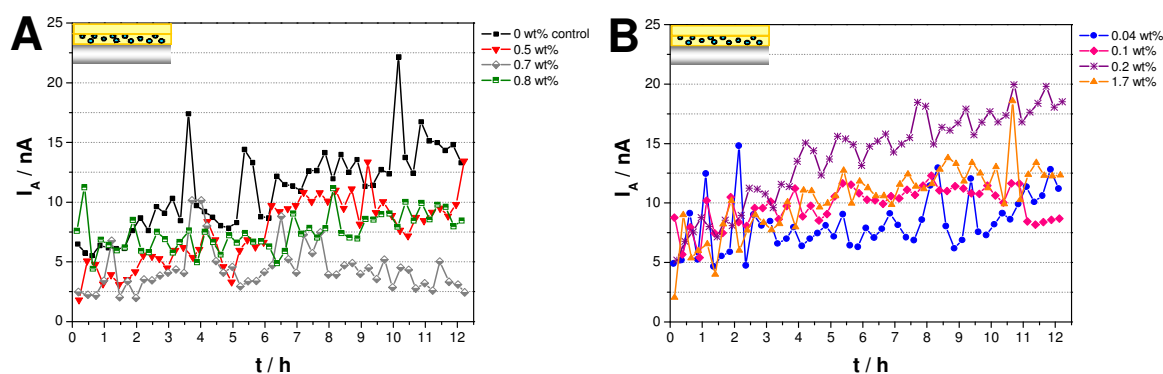 A
I_A / nA
25
20
15
10
5
0
0 1 2 3 4 5 6 7 8 9 10 11 12
t / h
0 wt% control
0.5 wt%
0.7 wt%
0.8 wt%
B
I_A / nA
25
20
15
10
5
0
0 1 2 3 4 5 6 7 8 9 10 11 12
t / h
0.04 wt%
0.1 wt%
0.2 wt%
1.7 wt%